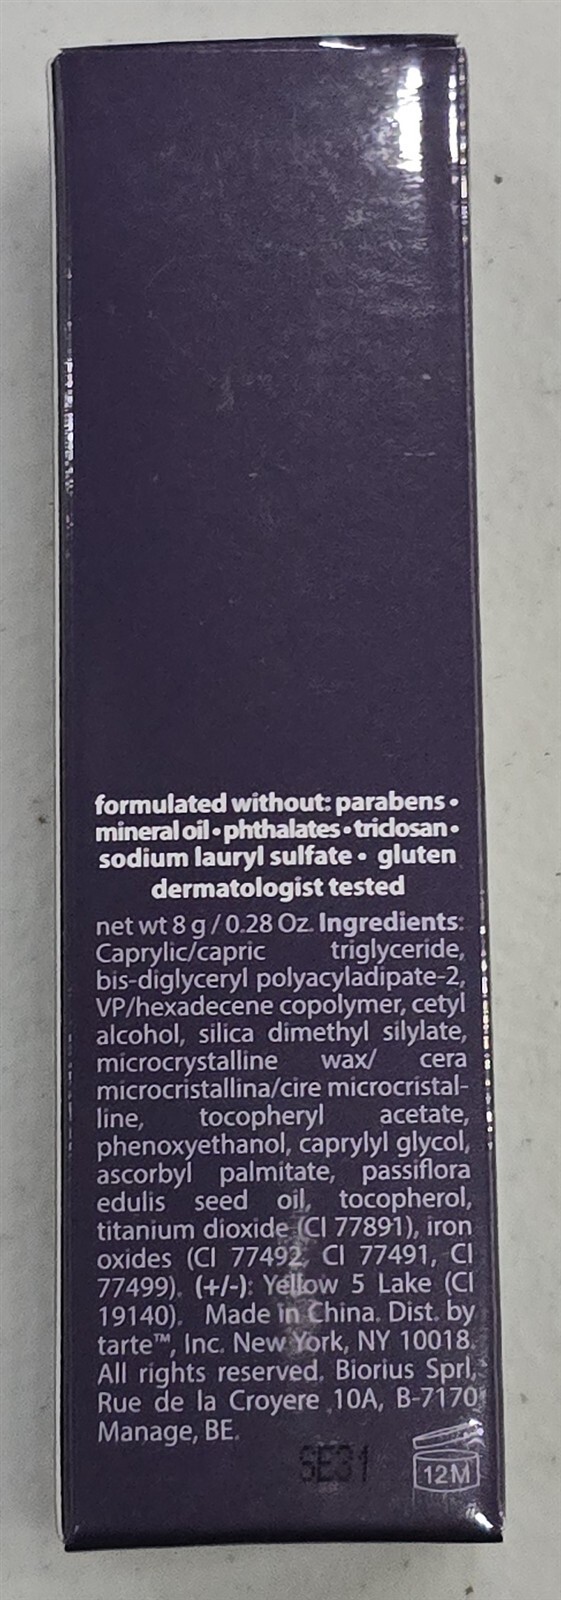 formulated without: parabens •
mineral oil • phthalates • triclosan •
sodium lauryl sulfate • gluten
dermatologist tested
net wt 8 g / 0.28 Oz. Ingredients:
Caprylic/capric triglyceride,
bis-diglyceryl polyacyladipate-2,
VP/hexadecene copolymer, cetyl
alcohol, silica dimethyl silylate,
microcrystalline wax/ cera
microcristallina/cire microcristal-
line, tocopheryl acetate,
phenoxyethanol, caprylyl glycol,
ascorbyl palmitate, passiflora
edulis seed oil, tocopherol,
titanium dioxide (CI 77891), iron
oxides (CI 77492, CI 77491, CI
77499). (+/-): Yellow 5 Lake (CI
19140). Made in China. Dist. by
tarte™, Inc. New York, NY 10018.
All rights reserved. Biorius Sprl,
Rue de la Croyere 10A, B-7170
Manage, BE.
SE31
12M